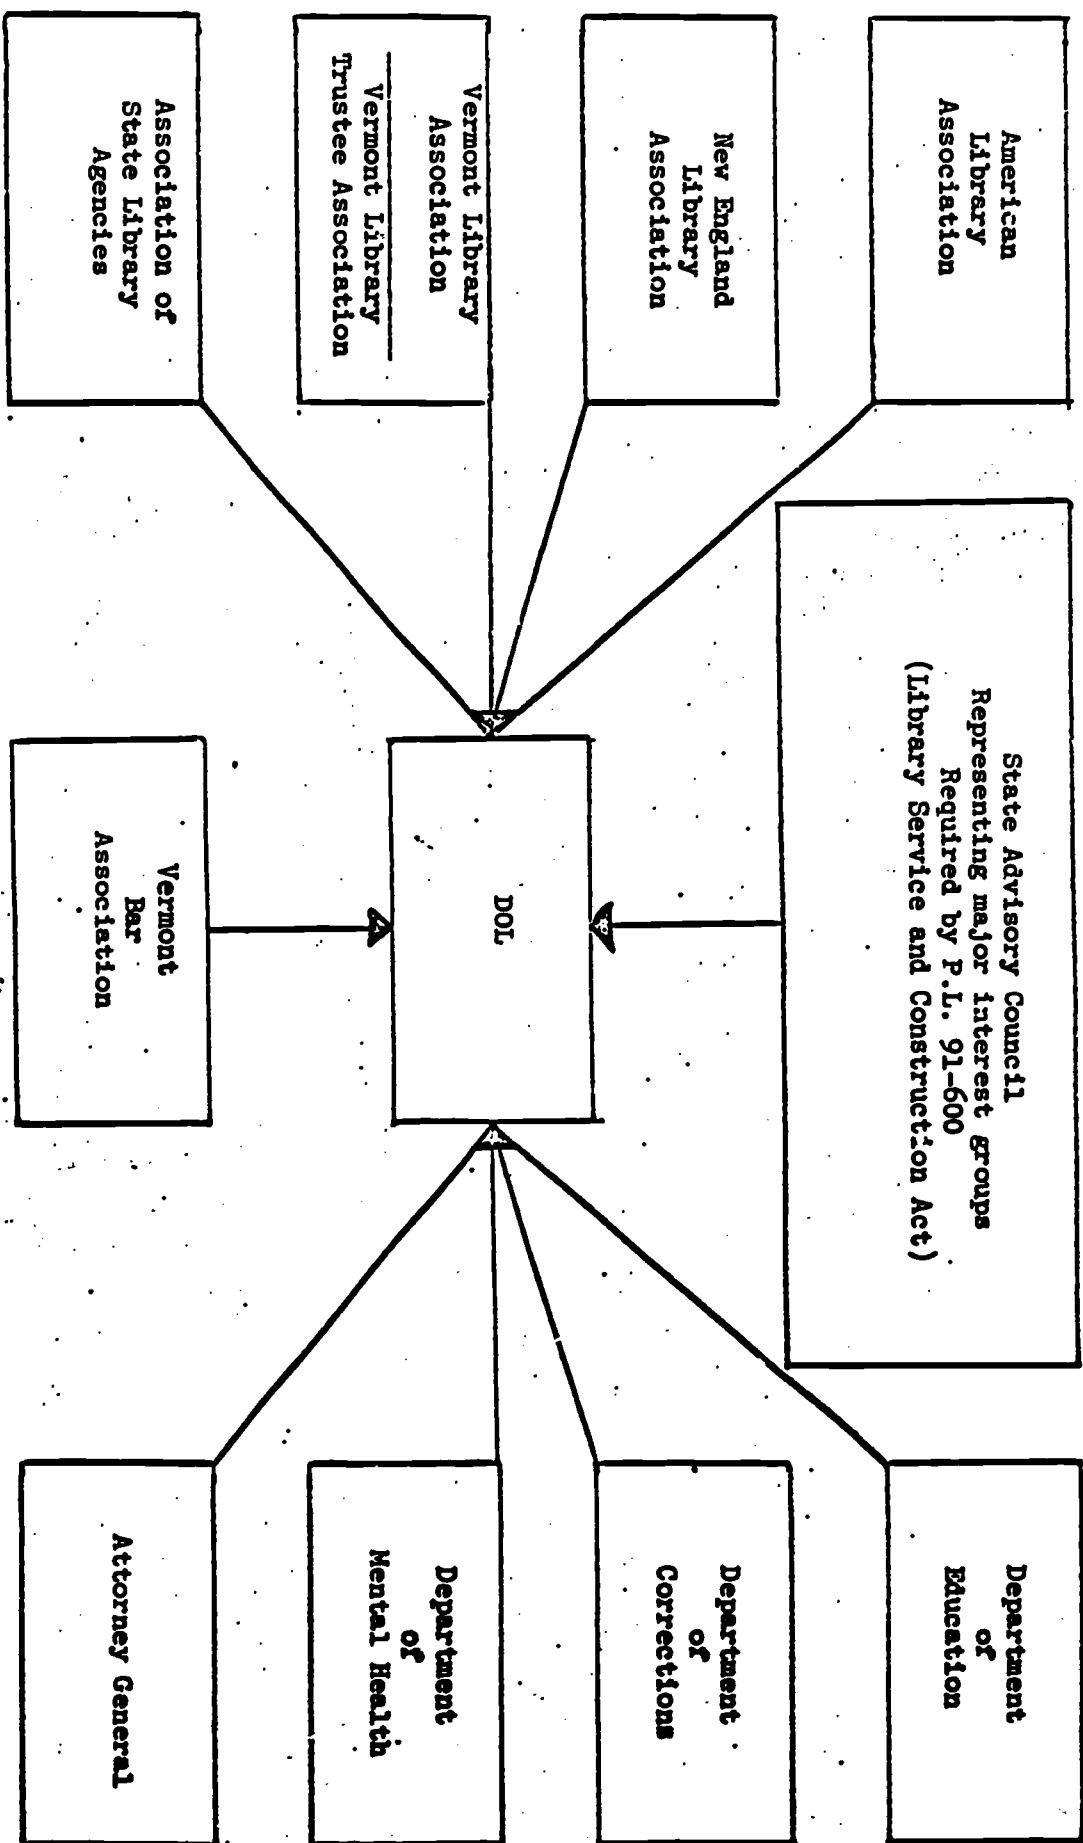 American
Library
Association
New England
Library
Association
Vermont Library
Association
Vermont Library
Trustee Association
Association of
State Library
Agencies
State Advisory Council
Representing major interest groups
Required by P.L. 91-600
(Library Service and Construction Act)
DOL
Vermont
Bar
Association
Department
of
Education
Department
of
Corrections
Department
of
Mental Health
Attorney General